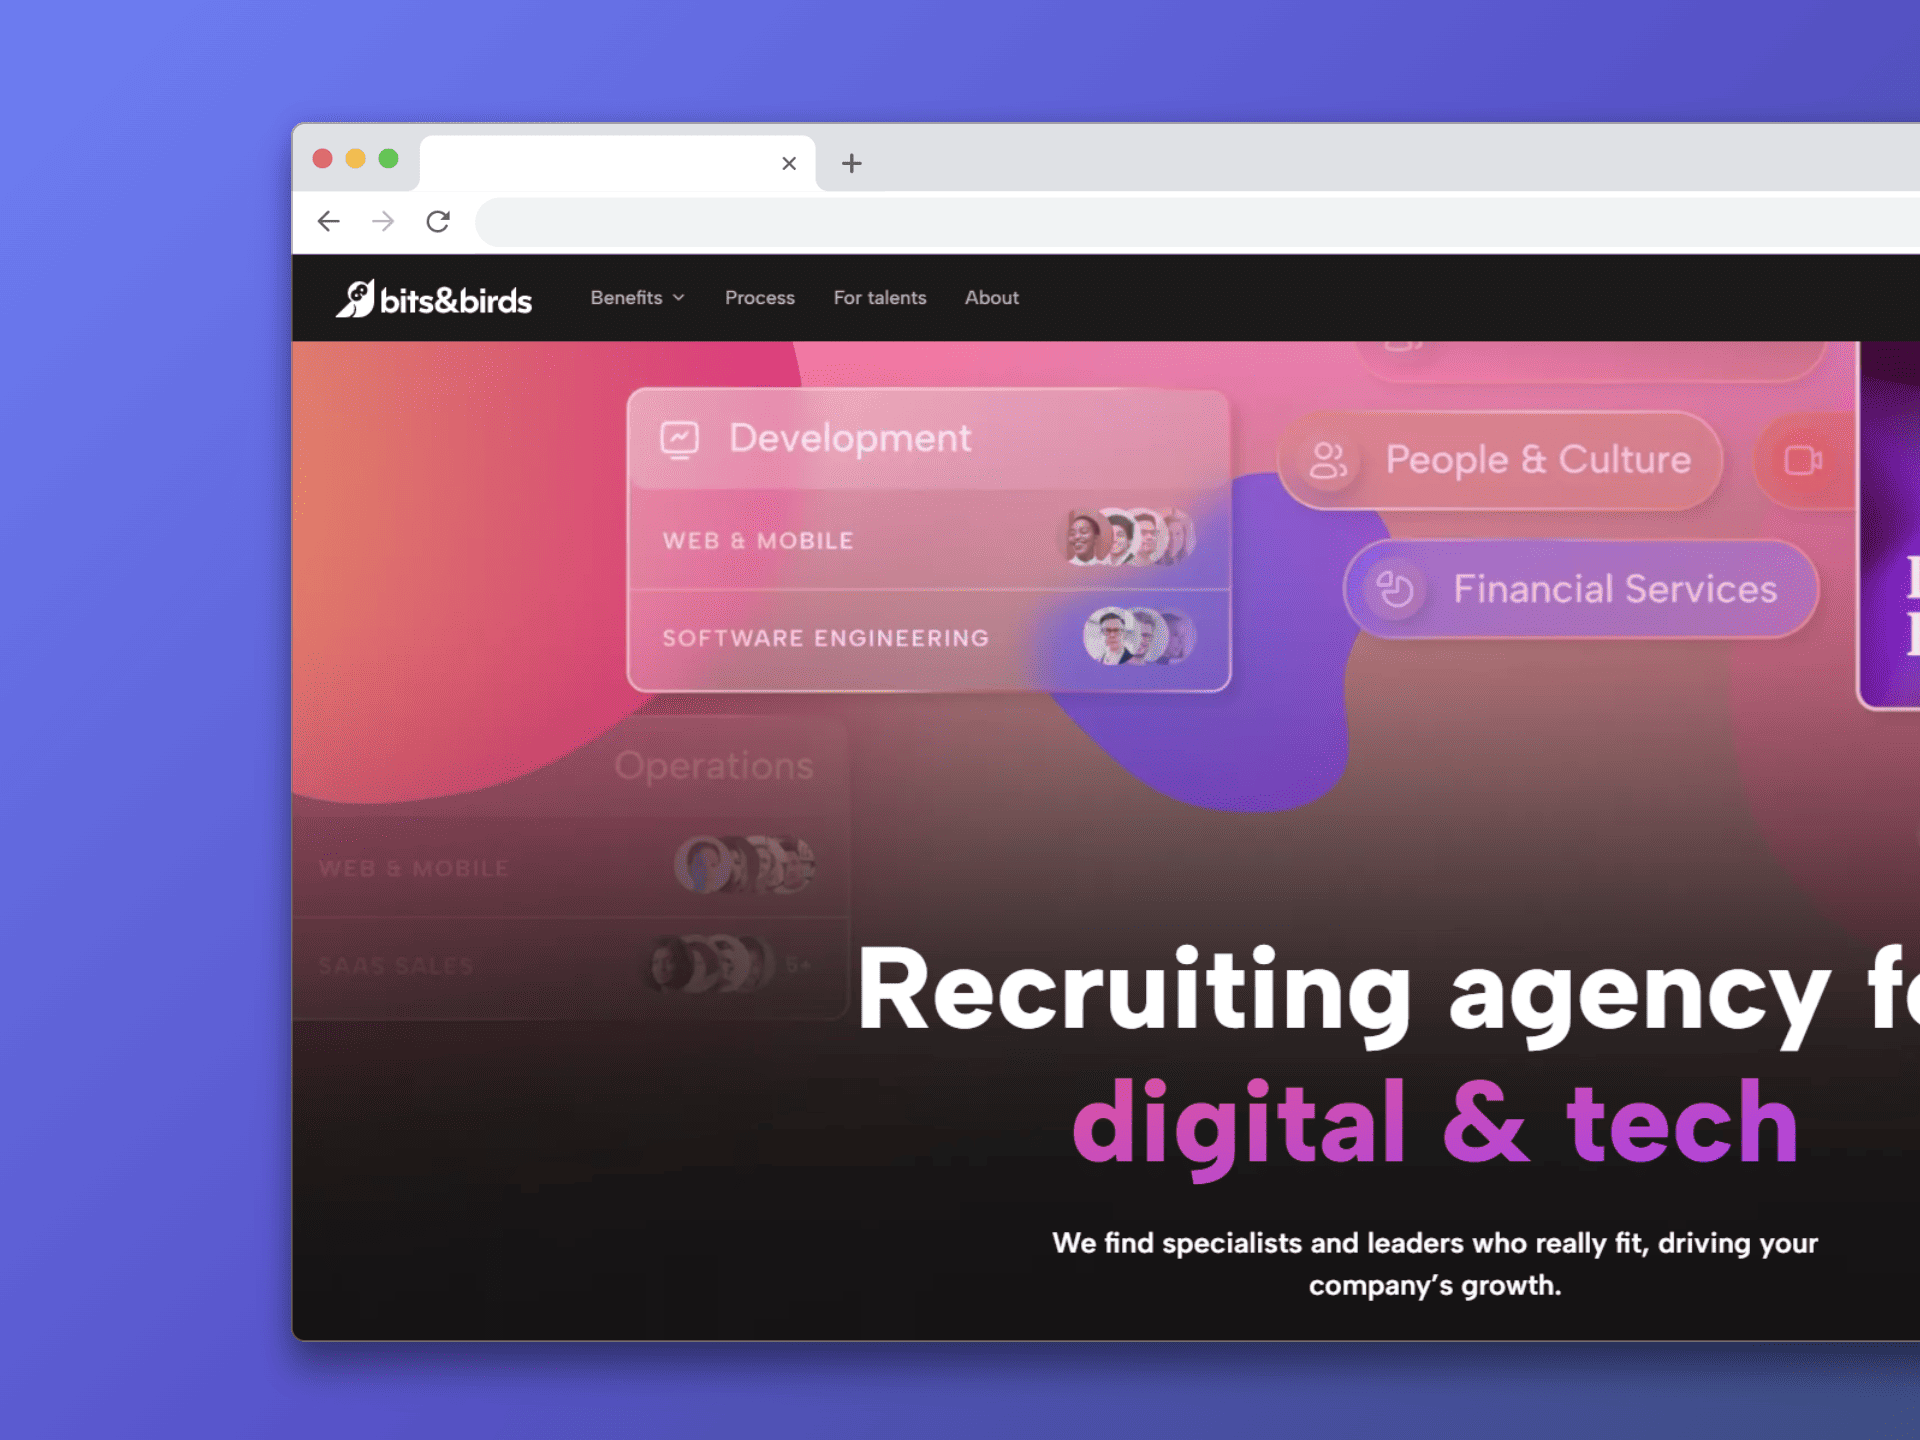 bits&birds
Benefits
Process
For talents
About
Development
WEB & MOBILE
SOFTWARE ENGINEERING
People & Culture
Financial Services
Operations
WEB & MOBILE
SAAS SALES
5+
Recruiting agency
digital & tech
We find specialists and leaders who really fit, driving your
company’s growth.